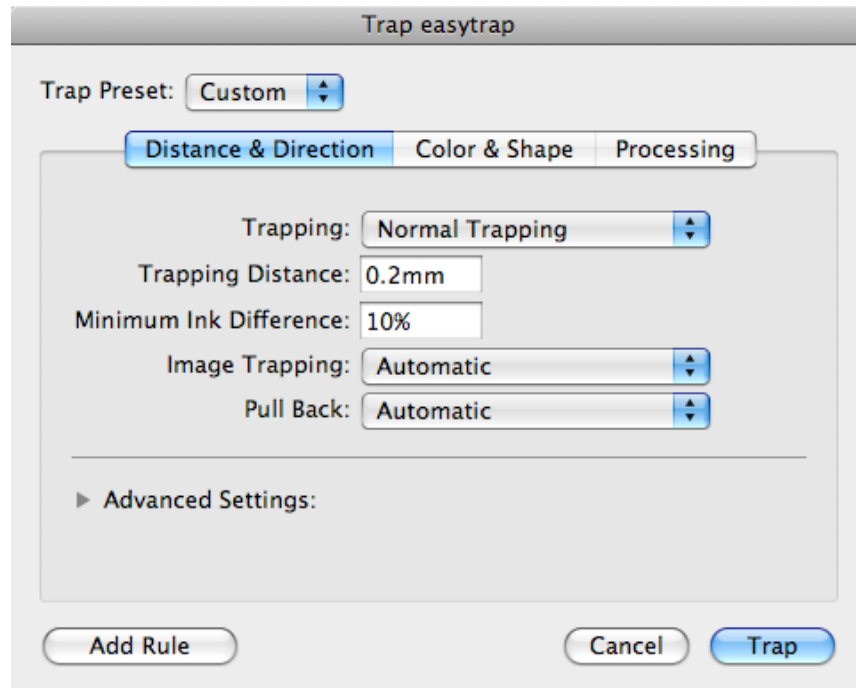 Trap easytrap
Trap Preset: Custom
Distance & Direction Color & Shape Processing
Trapping: Normal Trapping
Trapping Distance: 0.2mm
Minimum Ink Difference: 10%
Image Trapping: Automatic
Pull Back: Automatic
Advanced Settings:
Add Rule Cancel Trap